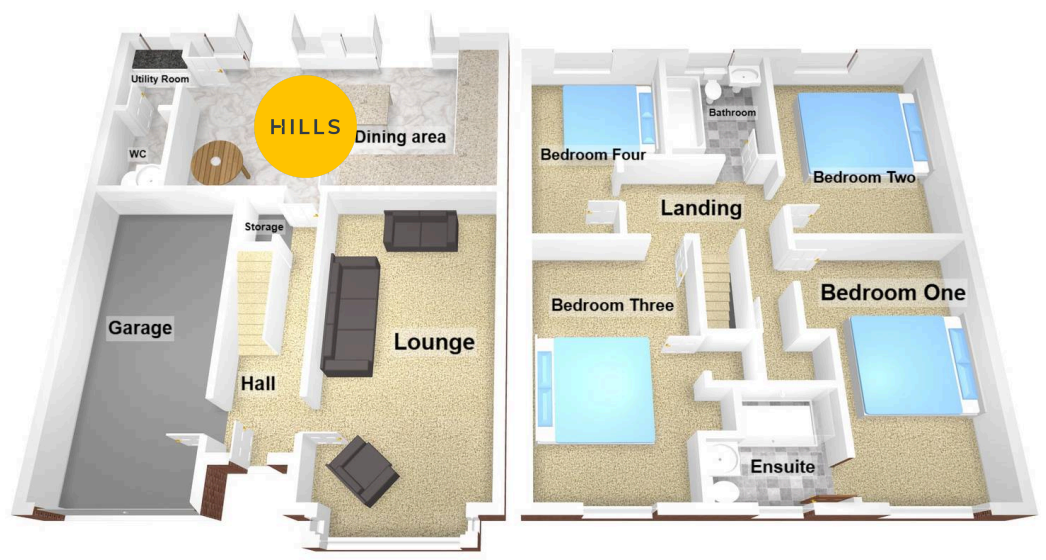 Utility Room
HILLS
Dining area
WC
Storage
Garage
Lounge
Hall
Bathroom
Bedroom Four
Bedroom Two
Landing
Bedroom One
Bedroom Three
Ensuite